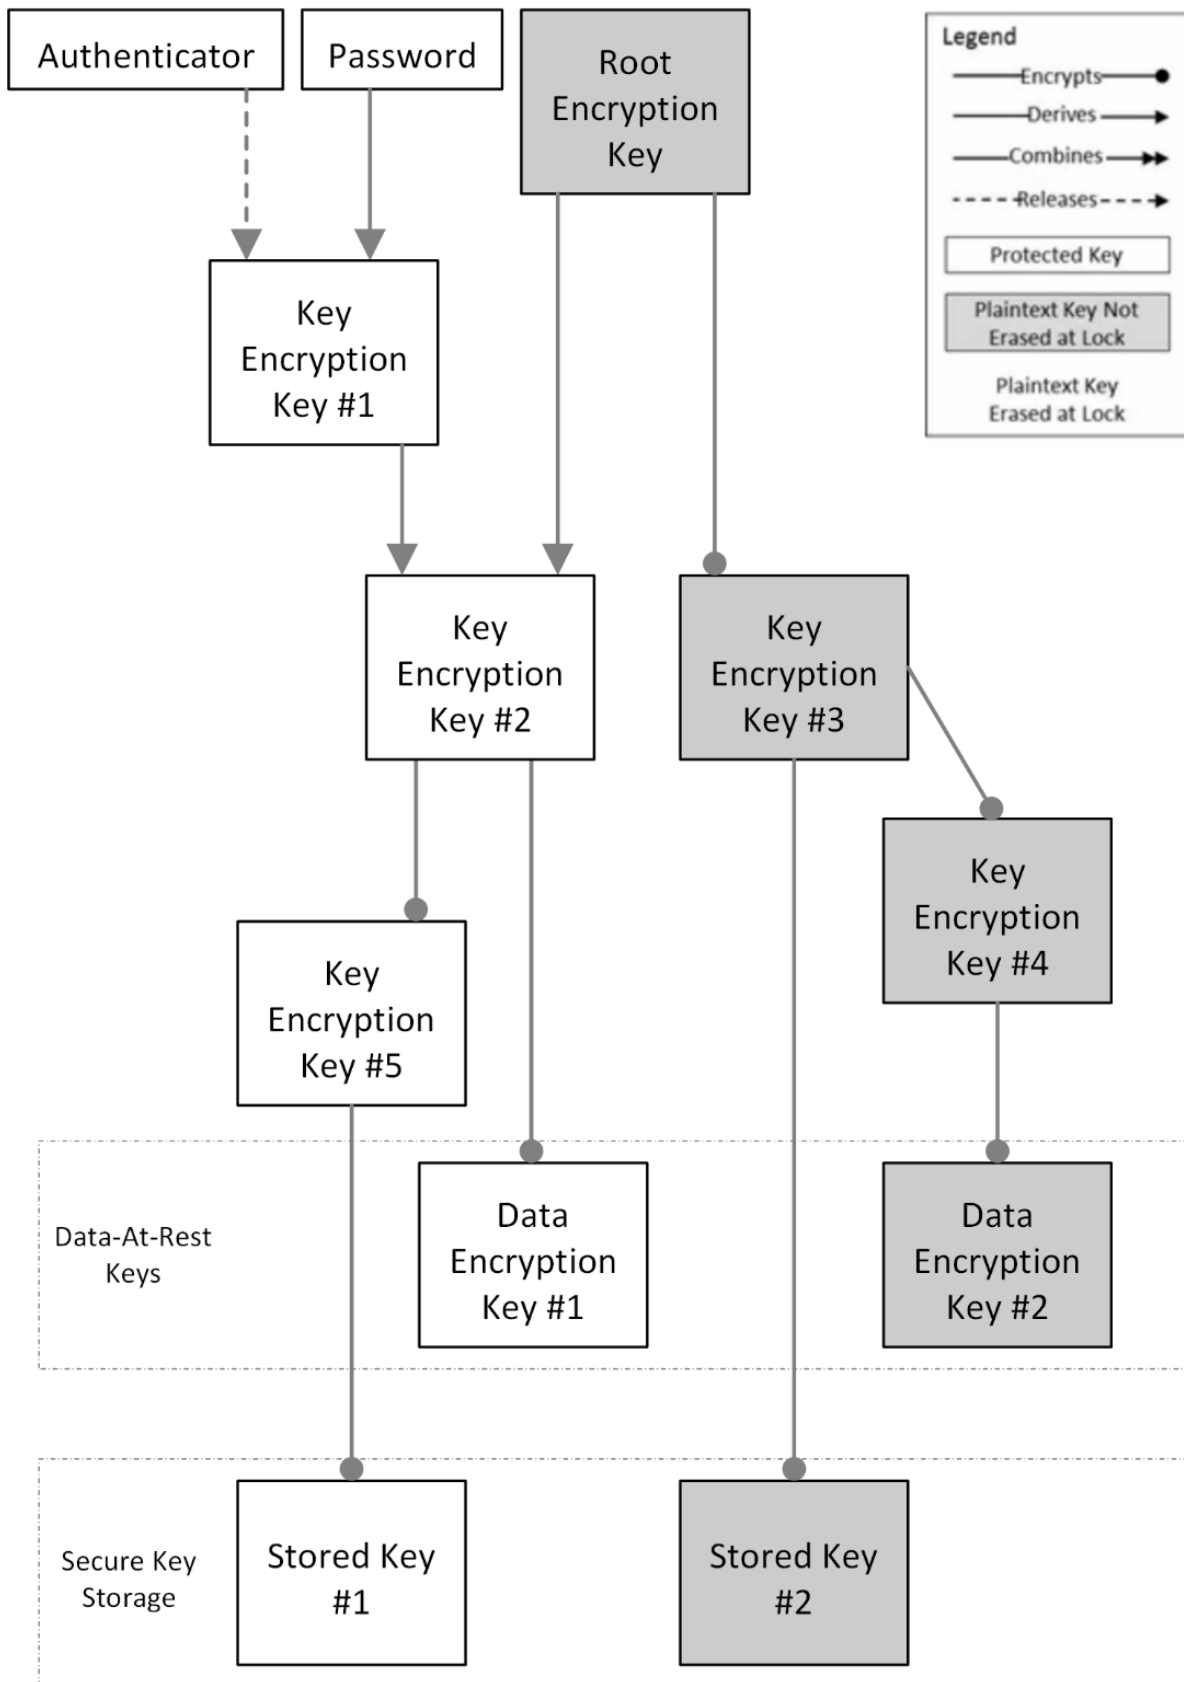 Authenticator
Password
Root
Encryption
Key
Legend
Encrypts
Derives
Combines
Releases
Protected Key
Plaintext Key Not
Erased at Lock
Plaintext Key
Erased at Lock
Key
Encryption
Key #1
Key
Encryption
Key #2
Key
Encryption
Key #3
Key
Encryption
Key #4
Key
Encryption
Key #5
Data-At-Rest
Keys
Data
Encryption
Key #1
Data
Encryption
Key #2
Secure Key
Storage
Stored Key
#1
Stored Key
#2